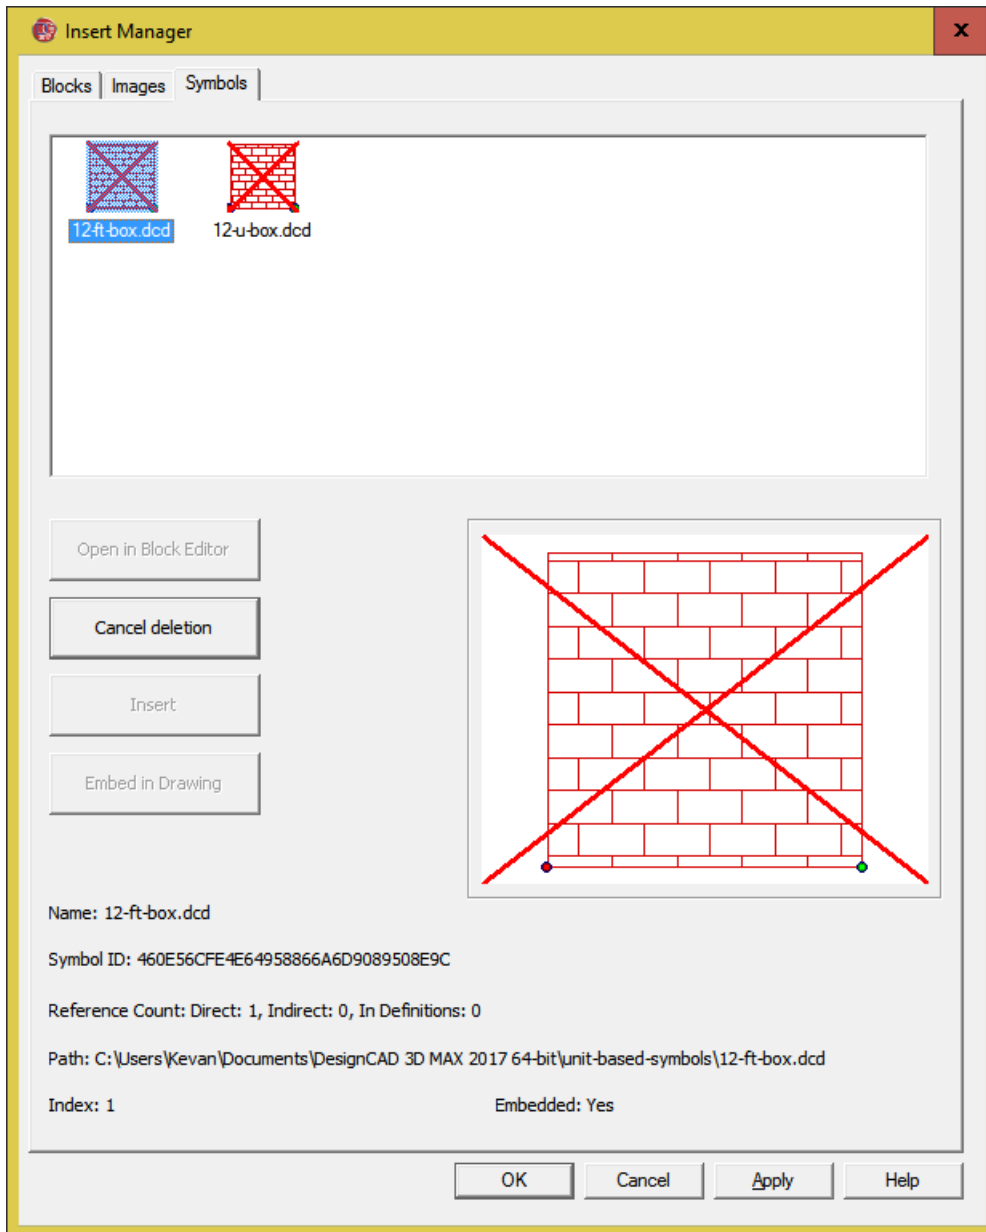 Insert Manager
x
Blocks Images Symbols
12-ft-box.dcd 12-u-box.dcd
Open in Block Editor
Cancel deletion
Insert
Embed in Drawing
Name: 12-ft-box.dcd
Symbol ID: 460E56CFE4E64958866A6D9089508E9C
Reference Count: Direct: 1, Indirect: 0, In Definitions: 0
Path: C:\Users\Kevan\Documents\DesignCAD 3D MAX 2017 64-bit\unit-based-symbols\12-ft-box.dcd
Index: 1 Embedded: Yes
OK Cancel Apply Help